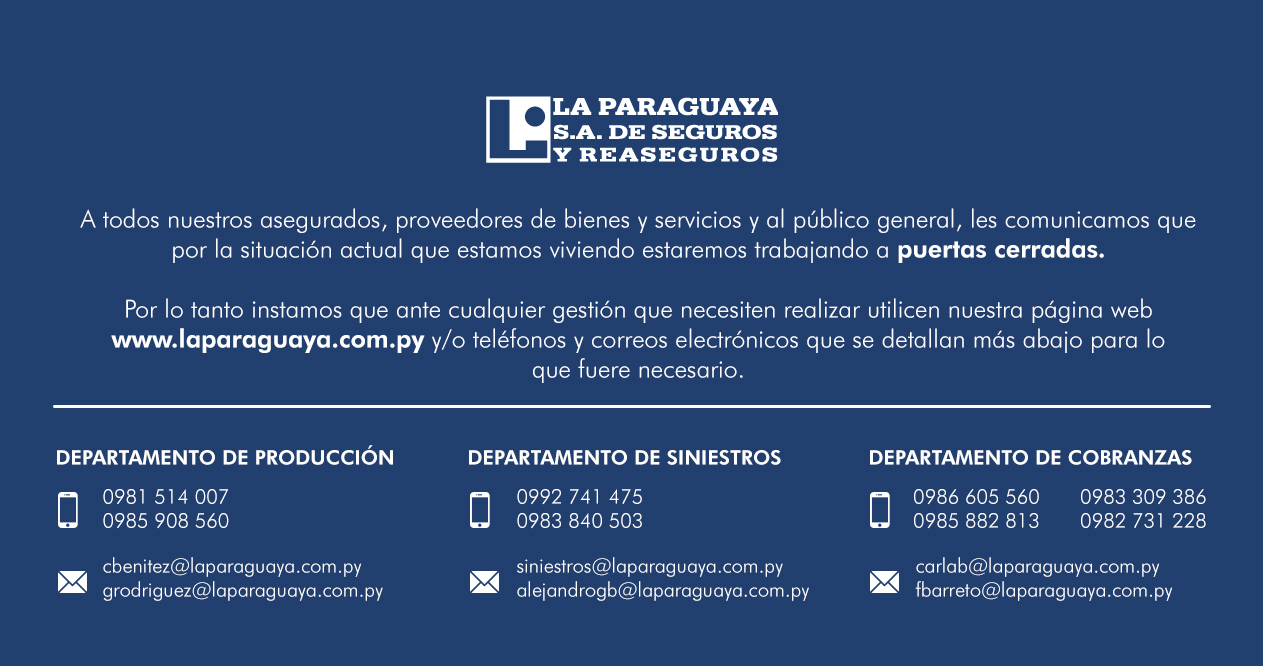 LA PARAGUAYA
S.A. DE SEGUROS
Y REASEGUROS
A todos nuestros asegurados, proveedores de bienes y servicios y al público general, les comunicamos que
por la situación actual que estamos viviendo estaremos trabajando a puertas cerradas.
Por lo tanto instamos que ante cualquier gestión que necesiten realizar utilicen nuestra página web
www.laparaguaya.com.py y/o teléfonos y correos electrónicos que se detallan más abajo para lo
que fuere necesario.
DEPARTAMENTO DE PRODUCCIÓN
0981 514 007
0985 908 560
cbenitez@laparaguaya.com.py
grodriguez@laparaguaya.com.py
DEPARTAMENTO DE SINIESTROS
0992 741 475
0983 840 503
siniestros@laparaguaya.com.py
alejandrogb@laparaguaya.com.py
DEPARTAMENTO DE COBRANZAS
0986 605 560 0983 309 386
0985 882 813 0982 731 228
carlab@laparaguaya.com.py
fbarreto@laparaguaya.com.py